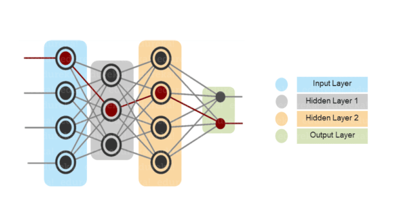 Input Layer
Hidden Layer 1
Hidden Layer 2
Output Layer